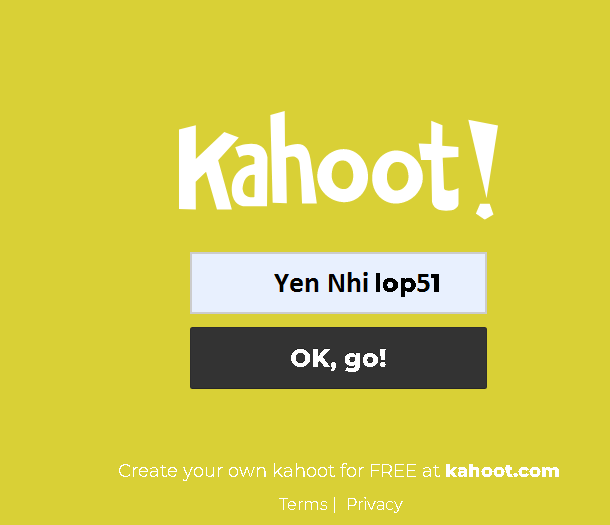 Kahoot!
Yen Nhi lop51
OK, go!
Create your own kahoot for FREE at kahoot.com
Terms | Privacy